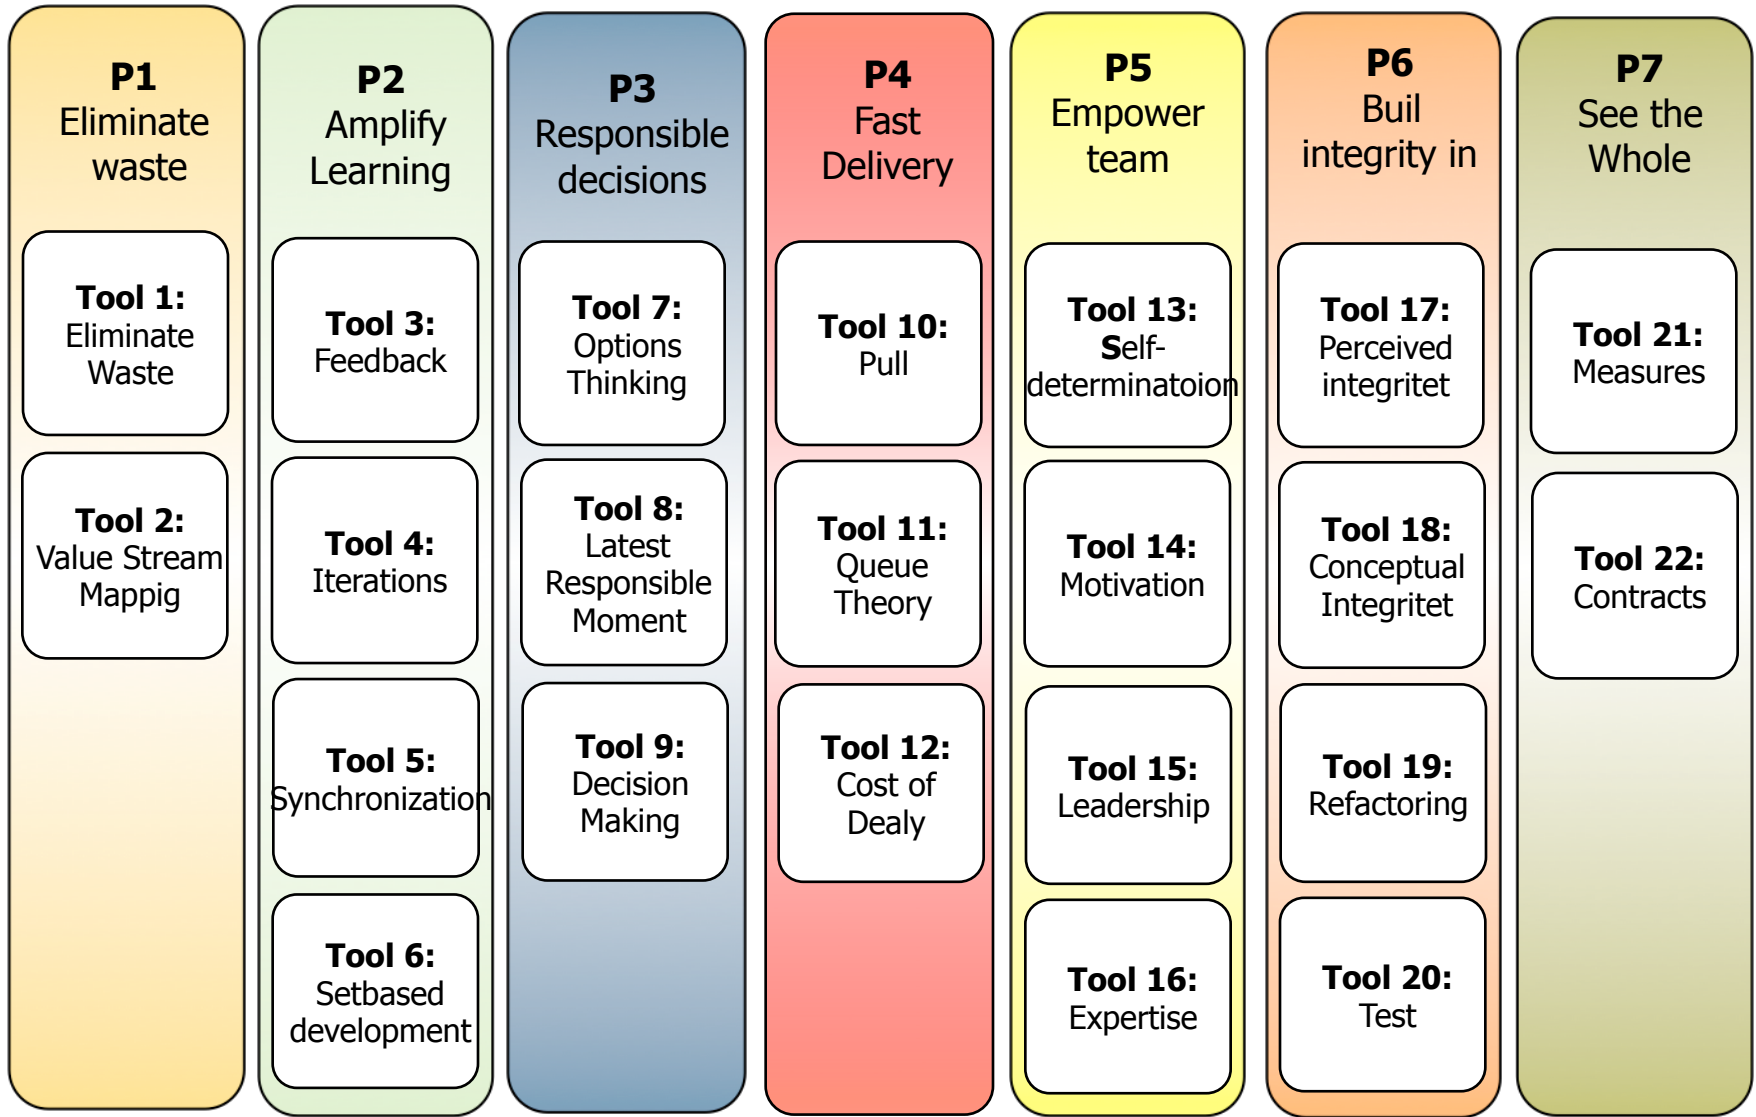 P1
Eliminate
waste
Tool 1:
Eliminate
Waste
Tool 2:
Value Stream
Mappig
P2
Amplify
Learning
Tool 3:
Feedback
Tool 4:
Iterations
Tool 5:
Synchronization
Tool 6:
Setbased
development
P3
Responsible
decisions
Tool 7:
Options
Thinking
Tool 8:
Latest
Responsible
Moment
Tool 9:
Decision
Making
P4
Fast
Delivery
Tool 10:
Pull
Tool 11:
Queue
Theory
Tool 12:
Cost of
Dealy
P5
Empower
team
Tool 13:
Self-
determinatoion
Tool 14:
Motivation
Tool 15:
Leadership
Tool 16:
Expertise
P6
Buil
integrity in
Tool 17:
Perceived
integritet
Tool 18:
Conceptual
Integritet
Tool 19:
Refactoring
Tool 20:
Test
P7
See the
Whole
Tool 21:
Measures
Tool 22:
Contracts